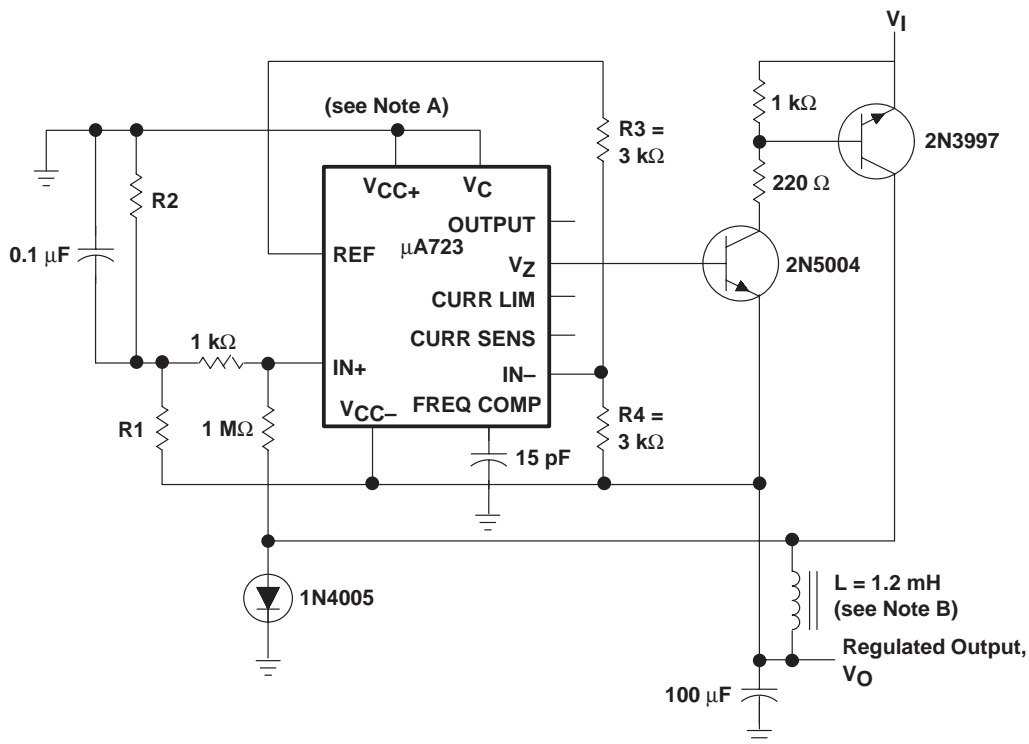 VI
(see Note A)
1 kΩ
2N3997
R3 =
3 kΩ
VCC+
VC
R2
220 Ω
OUTPUT
μA723
0.1 μF
REF
VZ
2N5004
CURR LIM
1 kΩ
CURR SENS
IN+
IN–
VCC–
FREQ COMP
R1
1 MΩ
R4 =
3 kΩ
15 pF
1N4005
L = 1.2 mH
(see Note B)
Regulated Output,
VO
100 μF